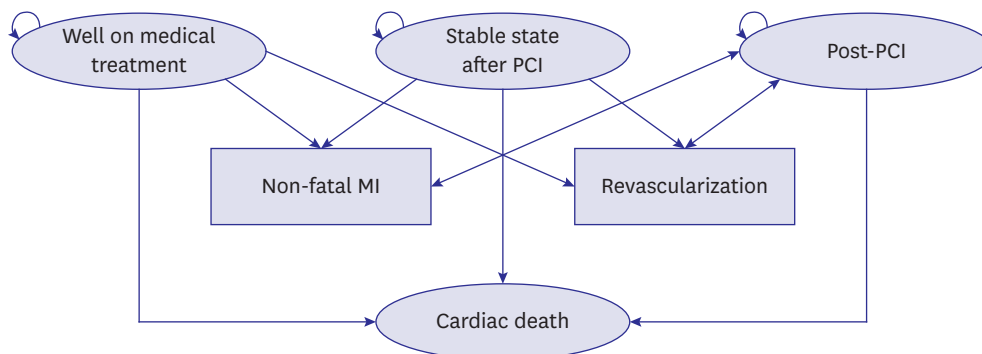 Well on medical
treatment
Stable state
after PCI
Post-PCI
Non-fatal MI
Revascularization
Cardiac death